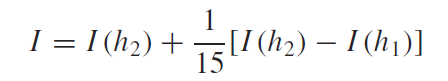 I = I(h₂) + 1/15 [I(h₂) − I(h₁)]